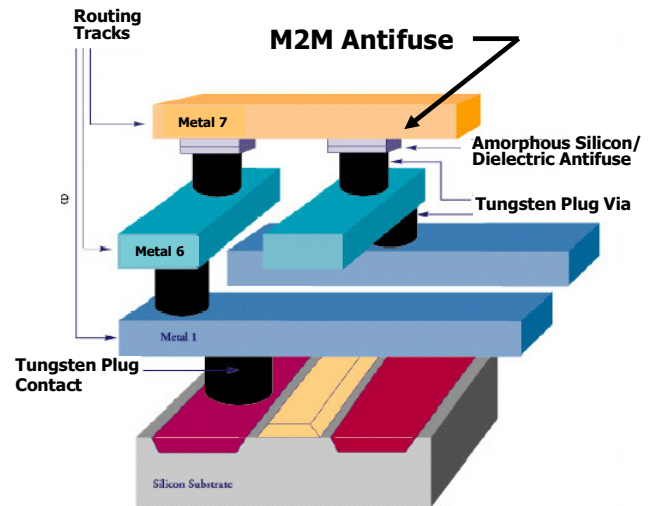 Routing
Tracks
M2M Antifuse
Metal 7
Amorphous Silicon/
Dielectric Antifuse
Tungsten Plug Via
Metal 6
Metal 1
Tungsten Plug
Contact
Silicon Substrate